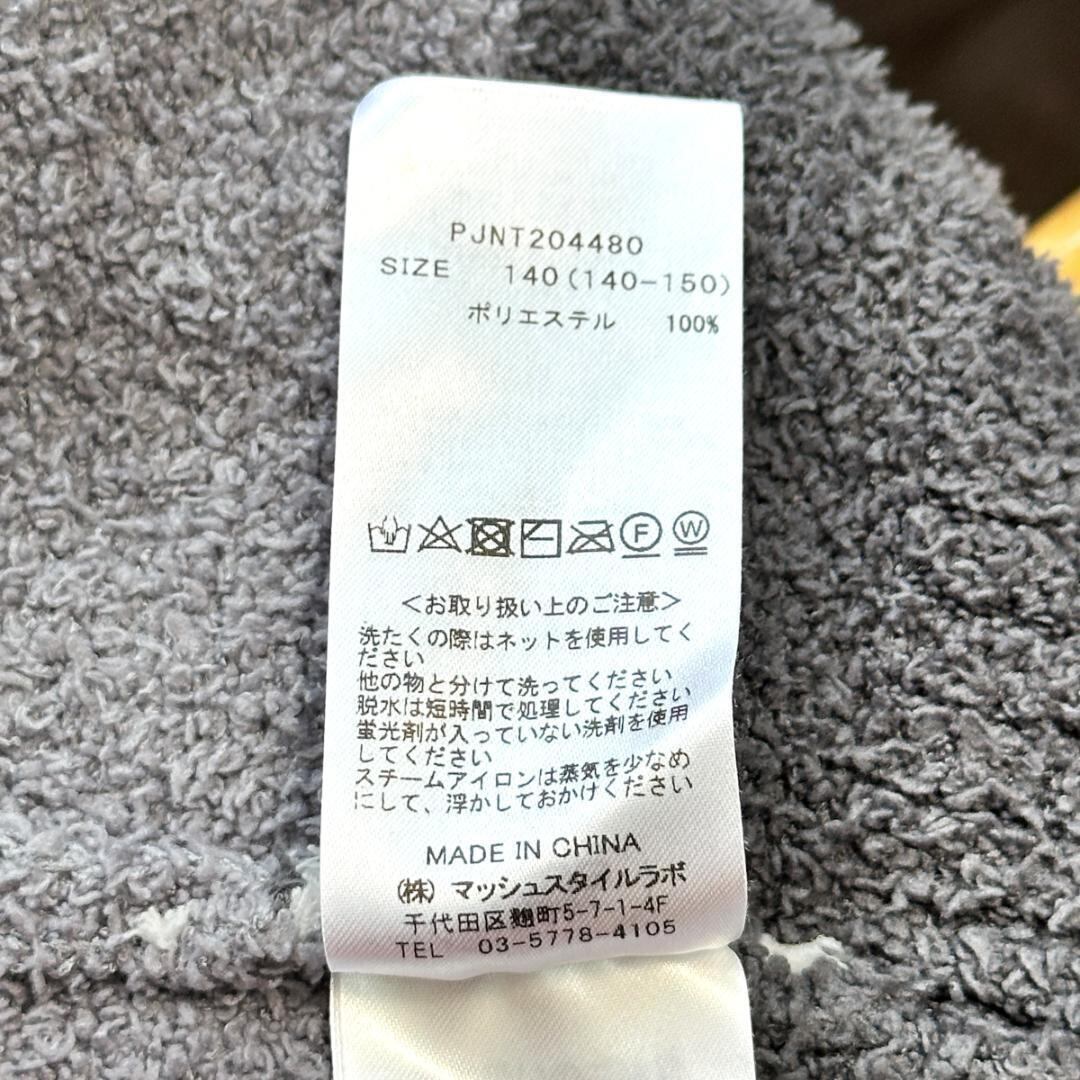 PJNT204480
SIZE 140(140-150)
ポリエステル 100%
F W
<お取り扱い上のご注意>
洗たくの際はネットを使用してく
ださい
他の物と分けて洗ってください
脱水は短時間で処理してください
蛍光剤が入っていない洗剤を使用
してください
スチームアイロンは蒸気を少なめ
にして、浮かしておかけください
MADE IN CHINA
(株) マッシュスタイルラボ
千代田区麹町5-7-1-4F
TEL 03-5778-4105